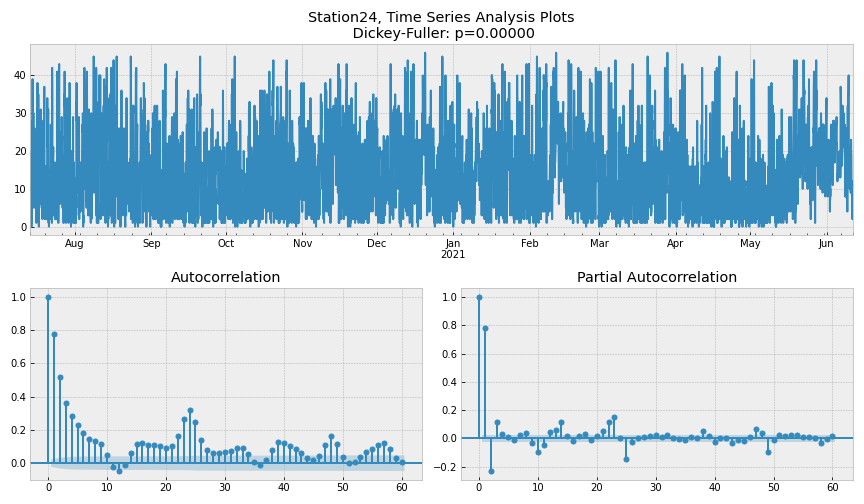 Station24, Time Series Analysis Plots
Dickey-Fuller: p=0.00000
40
30
20
10
0
Aug Sep Oct Nov Dec Jan Feb Mar Apr May Jun
2021
Autocorrelation
1.0
0.8
0.6
0.4
0.2
0.0
0 10 20 30 40 50 60
Partial Autocorrelation
1.0
0.8
0.6
0.4
0.2
0.0
−0.2
0 10 20 30 40 50 60